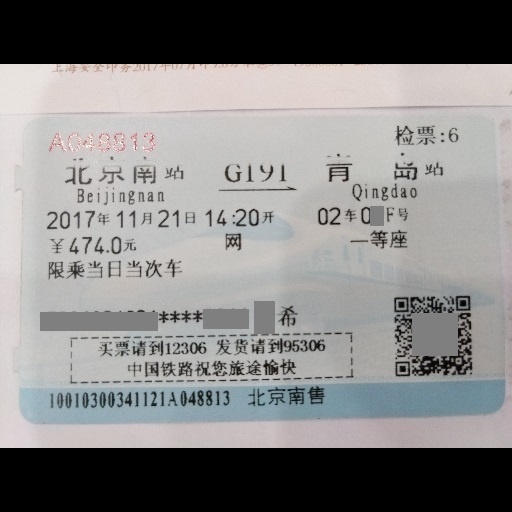 A048813 检票:6
北京南站 G191 青岛站
Beijingnan Qingdao
2017年11月21日 14:20开 02车0 F号
¥474.0元 网 一等座
限乘当日当次车
**** 希
买票请到12306 发货请到95306
中国铁路祝您旅途愉快
10010300341121A048813 北京南售